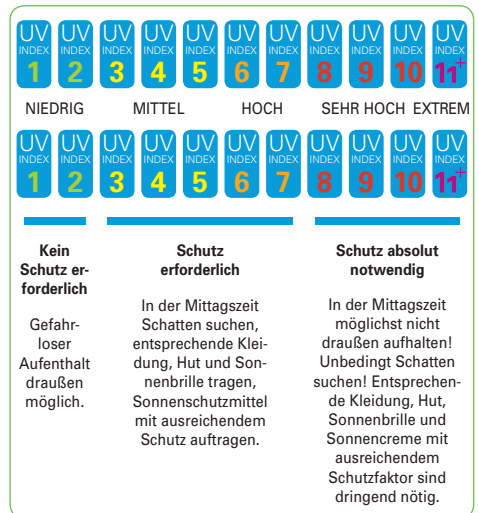 UV UV UV UV UV UV UV UV UV UV UV
INDEX INDEX INDEX INDEX INDEX INDEX INDEX INDEX INDEX INDEX INDEX
1 2 3 4 5 6 7 8 9 10 11+
NIEDRIG MITTEL HOCH SEHR HOCH EXTREM
UV UV UV UV UV UV UV UV UV UV UV
INDEX INDEX INDEX INDEX INDEX INDEX INDEX INDEX INDEX INDEX INDEX
1 2 3 4 5 6 7 8 9 10 11+
Kein
Schutz er-
forderlich
Gefahr-
loser
Aufenthalt
draußen
möglich.
Schutz
erforderlich
In der Mittagszeit
Schatten suchen,
entsprechende Klei-
dung, Hut und Son-
nenbrille tragen,
Sonnenschutzmittel
mit ausreichendem
Schutz auftragen.
Schutz absolut
notwendig
In der Mittagszeit
möglichst nicht
draußen aufhalten!
Unbedingt Schatten
suchen! Entsprechen-
de Kleidung, Hut,
Sonnenbrille und
Sonnencreme mit
ausreichendem
Schutzfaktor sind
dringend nötig.